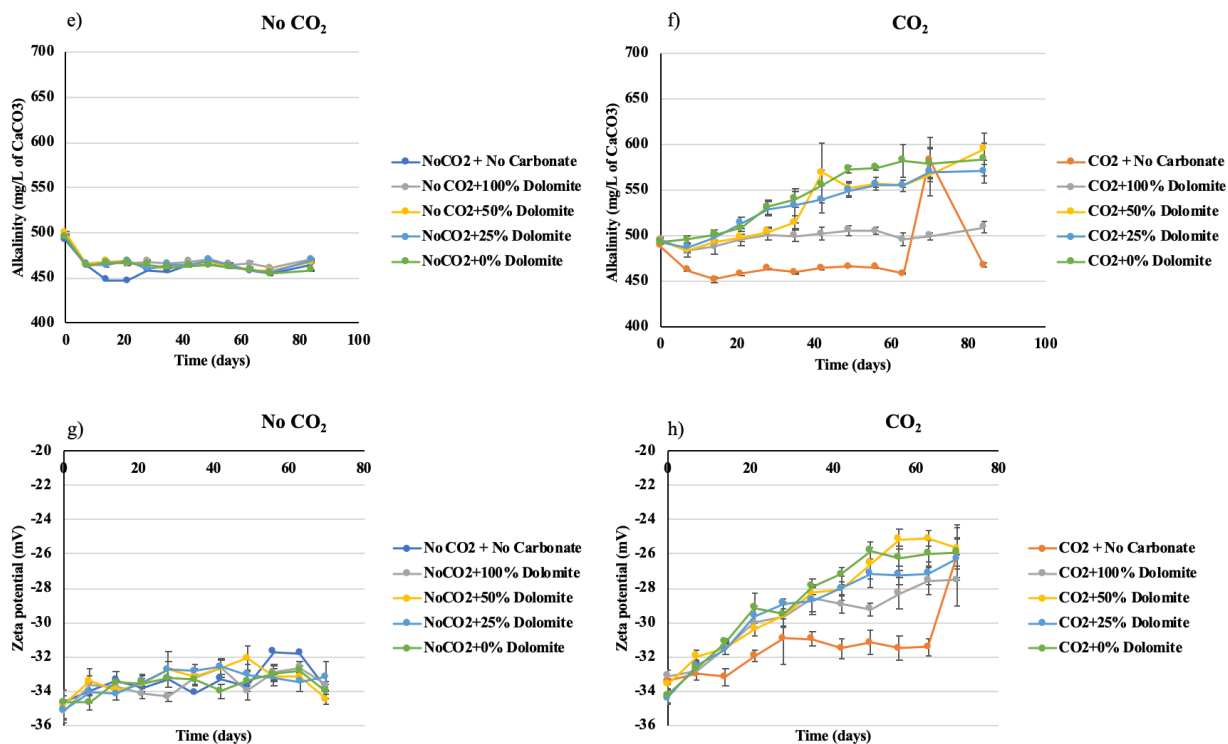 e)
No CO2
700
650
600
550
500
450
400
0
20
40
60
80
100
Alkalinity (mg/L of CaCO3)
Time (days)
NoCO2 + No Carbonate
No CO2+100% Dolomite
No CO2+50% Dolomite
NoCO2+25% Dolomite
NoCO2+0% Dolomite
f)
CO2
700
650
600
550
500
450
400
0
20
40
60
80
100
Alkalinity (mg/L of CaCO3)
Time (days)
CO2 + No Carbonate
CO2+100% Dolomite
CO2+50% Dolomite
CO2+25% Dolomite
CO2+0% Dolomite
g)
No CO2
-20
-22
-24
-26
-28
-30
-32
-34
-36
0
20
40
60
80
Zeta potential (mV)
Time (days)
No CO2 + No Carbonate
NoCO2+100% Dolomite
NoCO2+50% Dolomite
NoCO2+25% Dolomite
NoCO2+0% Dolomite
h)
CO2
-20
-22
-24
-26
-28
-30
-32
-34
-36
0
20
40
60
80
Zeta potential (mV)
Time (days)
CO2 + No Carbonate
CO2+100% Dolomite
CO2+50% Dolomite
CO2+25% Dolomite
CO2+0% Dolomite